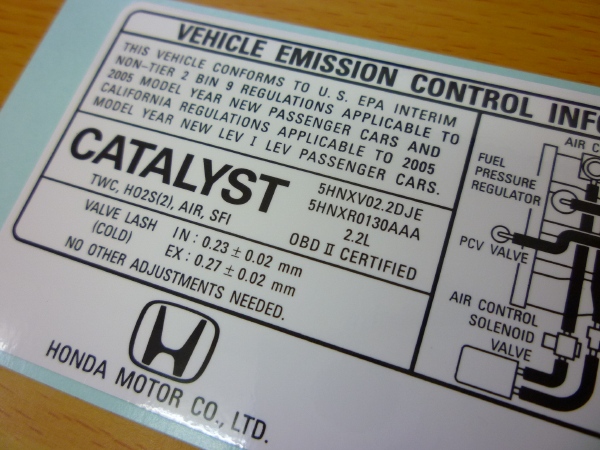 VEHICLE EMISSION CONTROL INFO
THIS VEHICLE CONFORMS TO U.S. EPA INTERIM
NON-TIER 2 BIN 9 REGULATIONS APPLICABLE TO
2005 MODEL YEAR NEW PASSENGER CARS AND
CALIFORNIA REGULATIONS APPLICABLE TO 2005
MODEL YEAR NEW LEV I LEV PASSENGER CARS.
CATALYST
5HNXV02.2DJE
5HNXR0130AAA
2.2L
TWC, HO2S(2), AIR, SFI
OBD II CERTIFIED
VALVE LASH
(COLD)
IN : 0.23 ± 0.02 mm
EX : 0.27 ± 0.02 mm
NO OTHER ADJUSTMENTS NEEDED.
HONDA MOTOR CO., LTD.
AIR C
FUEL
PRESSURE
REGULATOR
PCV VALVE
AIR CONTROL
SOLENOID
VALVE